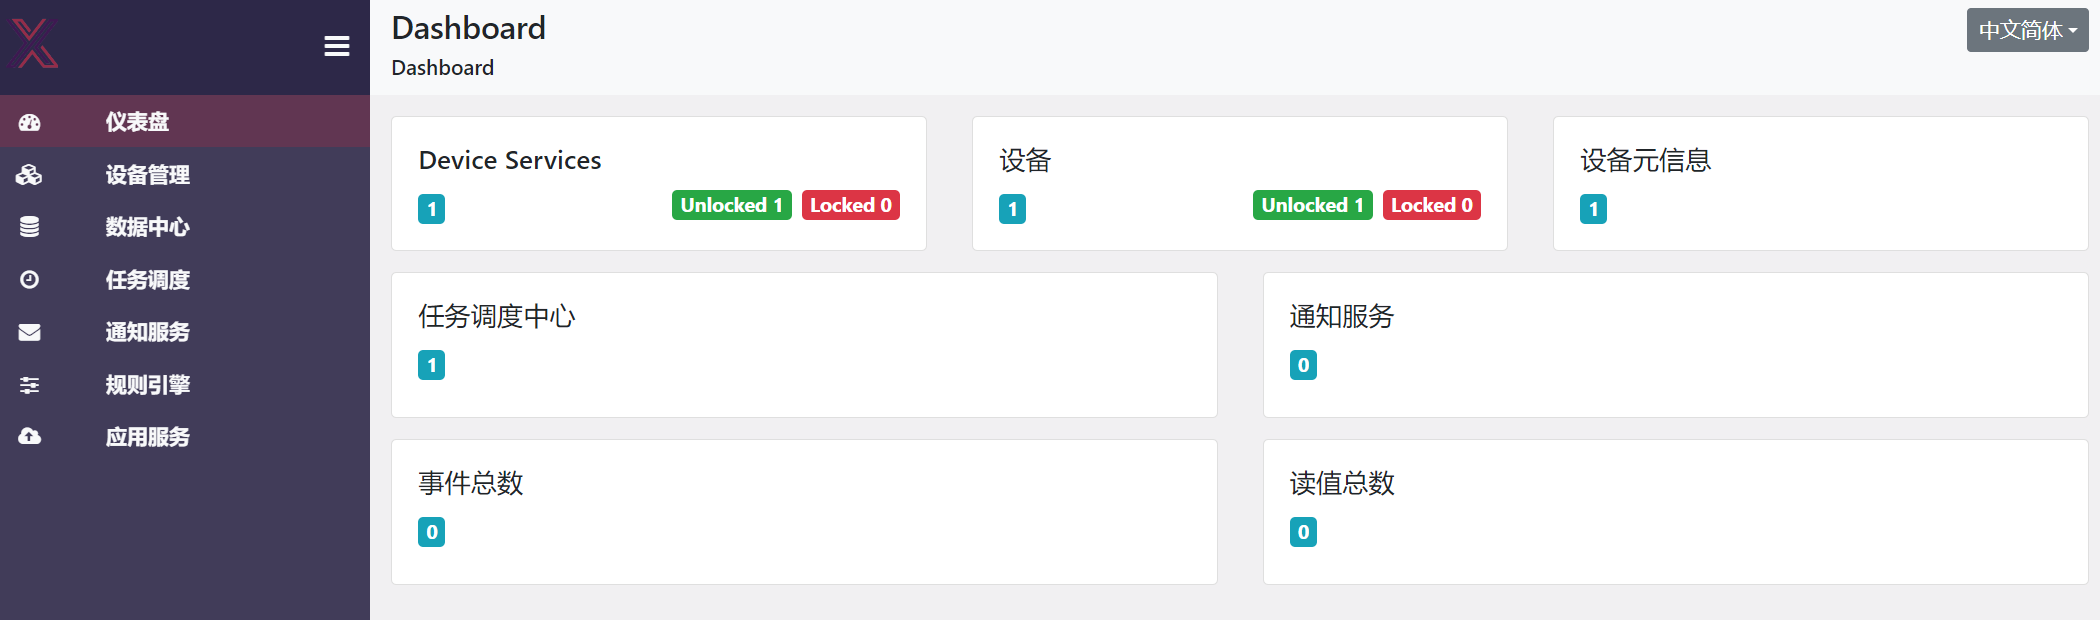 仪表盘
设备管理
数据中心
任务调度
通知服务
规则引擎
应用服务
Dashboard
Dashboard
中文简体
Device Services
1
Unlocked 1
Locked 0
设备
1
Unlocked 1
Locked 0
设备元信息
1
任务调度中心
1
通知服务
0
事件总数
0
读值总数
0